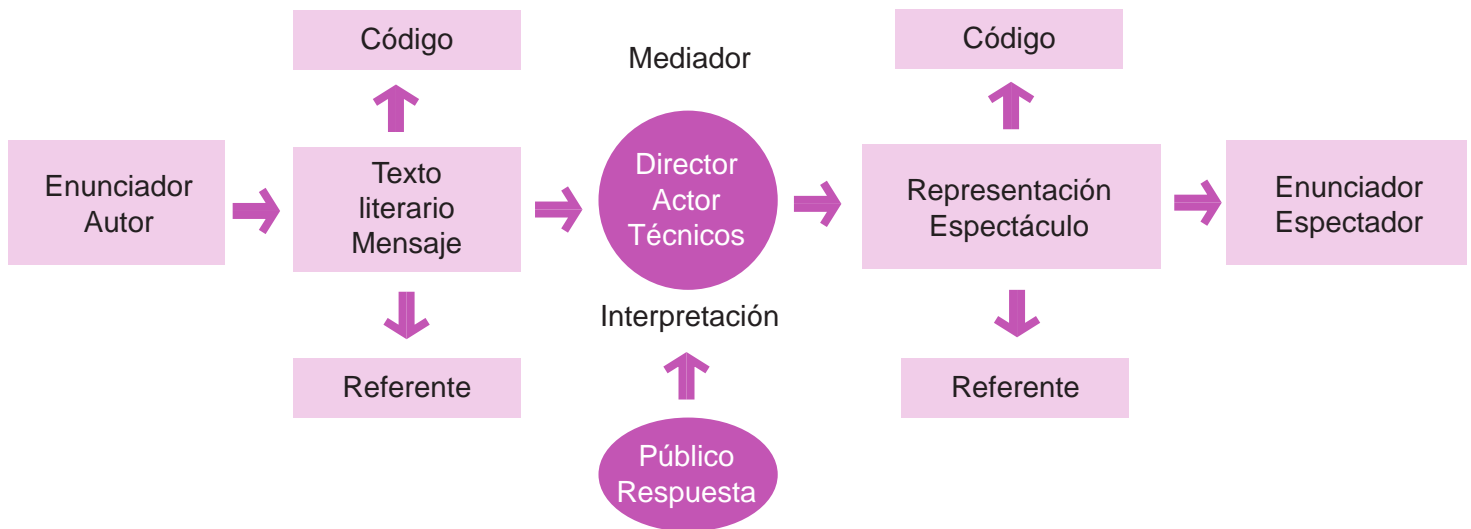 Código
Mediador
Código
Enunciador
Autor
Texto
literario
Mensaje
Director
Actor
Técnicos
Representación
Espectáculo
Enunciador
Espectador
Interpretación
Referente
Referente
Público
Respuesta